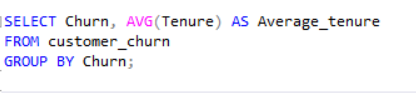 SELECT Churn, AVG(Tenure) AS Average_tenure
FROM customer_churn
GROUP BY Churn;